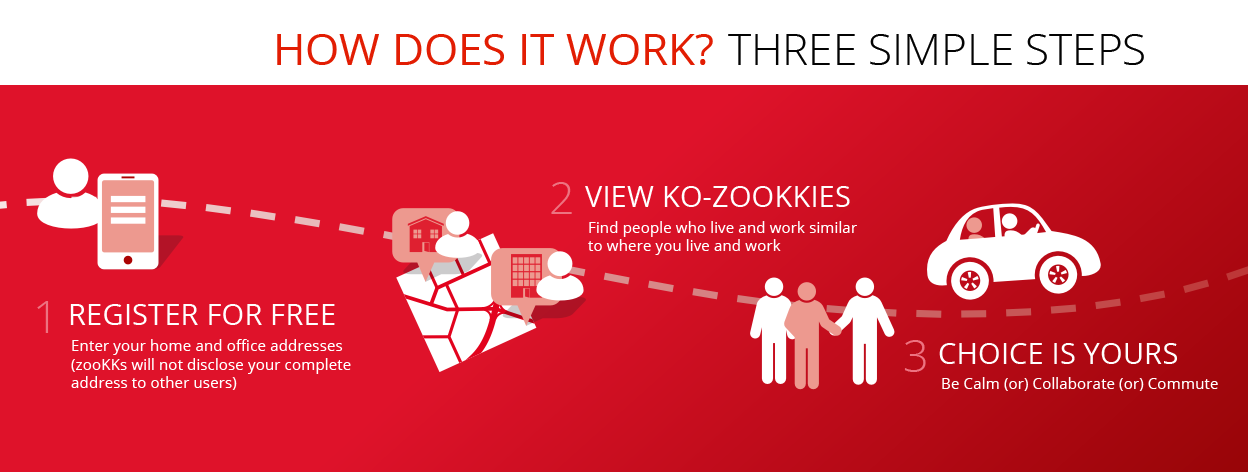 HOW DOES IT WORK? THREE SIMPLE STEPS
1 REGISTER FOR FREE
Enter your home and office addresses
(zooKKs will not disclose your complete
address to other users)
2 VIEW KO-ZOOKKIES
Find people who live and work similar
to where you live and work
3 CHOICE IS YOURS
Be Calm (or) Collaborate (or) Commute